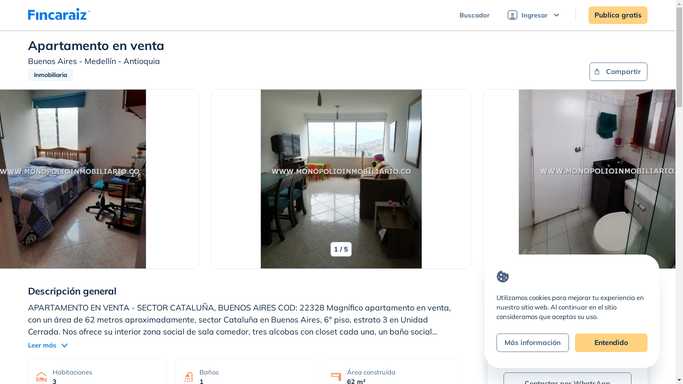 Fincaraiz
Buscador
Ingresar
Publica gratis
Apartamento en venta
Buenos Aires - Medellín - Antioquia
Inmobiliaria
Compartir
WWW.MONOPOLIOINMOBILIARIO.CO
WWW.MONOPOLIOINMOBILIARIO.CO
WWW.MONOPOLIOINMOBILIARIO
1 / 5
Descripción general
APARTAMENTO EN VENTA - SECTOR CATALUÑA, BUENOS AIRES COD: 22328 Magnífico apartamento en venta,
con un área de 62 metros aproximadamente, sector Cataluña en Buenos Aires, 6° piso, estrato 3 en Unidad
Cerrada. Nos ofrece su interior zona social de sala comedor, tres alcobas con closet cada una, un baño social...
Leer más
Habitaciones
3
Baños
1
Área construida
62 m²
Utilizamos cookies para mejorar tu experiencia en
nuestro sitio web. Al continuar en el sitio
consideramos que aceptas su uso.
Más información
Entendido
Contactar por WhatsApp